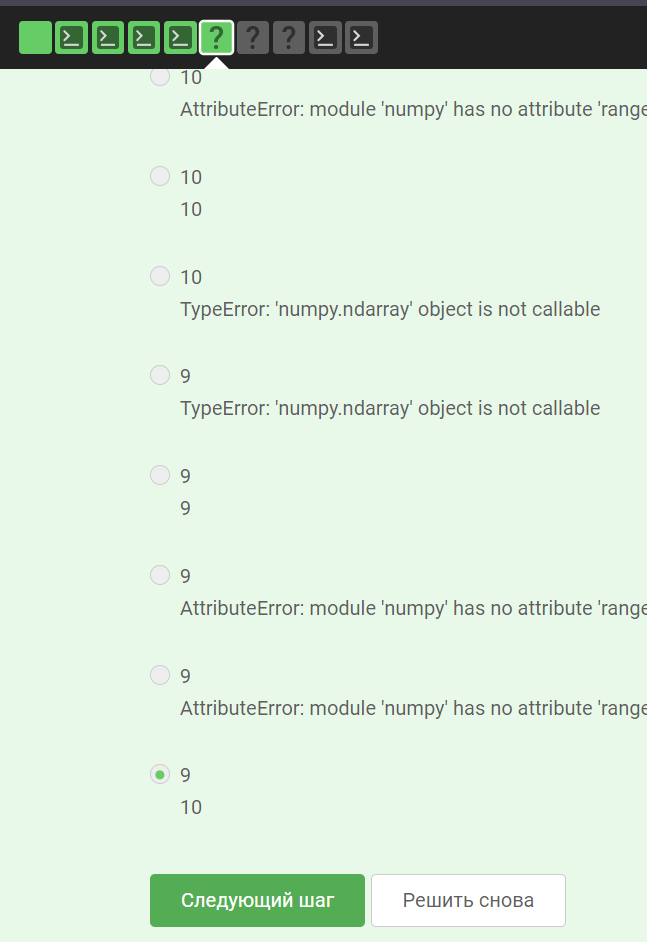 10
AttributeError: module 'numpy' has no attribute 'range
10
10
10
TypeError: 'numpy.ndarray' object is not callable
9
TypeError: 'numpy.ndarray' object is not callable
9
9
9
AttributeError: module 'numpy' has no attribute 'range
9
AttributeError: module 'numpy' has no attribute 'range
9
10
Следующий шаг
Решить снова